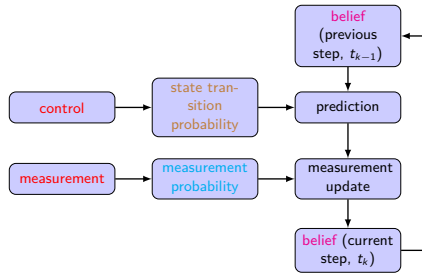 belief
(previous
step, t_{k−1})
state tran-
sition
probability
control
prediction
measurement
measurement
probability
measurement
update
belief (current
step, t_k)